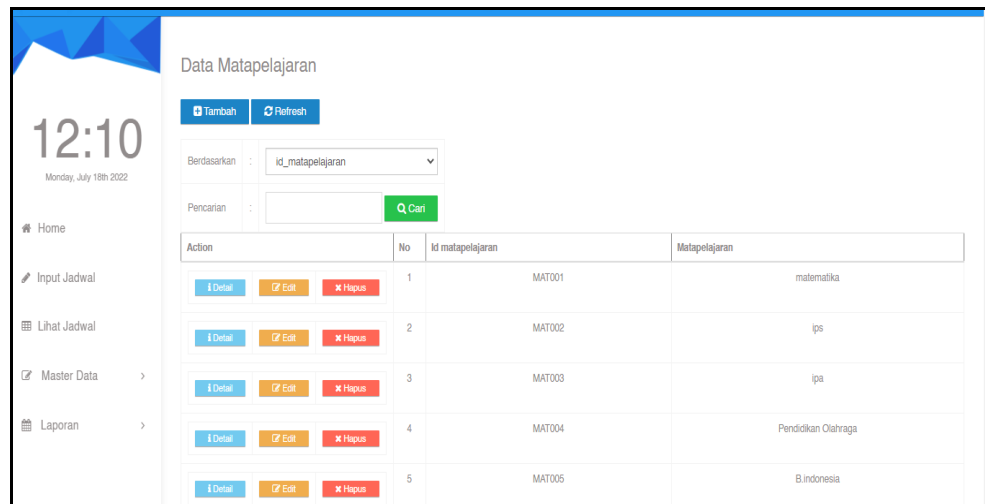 12:10
Monday, July 18th 2022
Home
Input Jadwal
Lihat Jadwal
Master Data
Laporan
Data Matapelajaran
Tambah Refresh
Berdasarkan : id_matapelajaran
Pencarian : Cari
Action No Id matapelajaran Matapelajaran
Detail Edit Hapus 1 MAT001 matematika
Detail Edit Hapus 2 MAT002 ips
Detail Edit Hapus 3 MAT003 ipa
Detail Edit Hapus 4 MAT004 Pendidikan Olahraga
Detail Edit Hapus 5 MAT005 B.indonesia